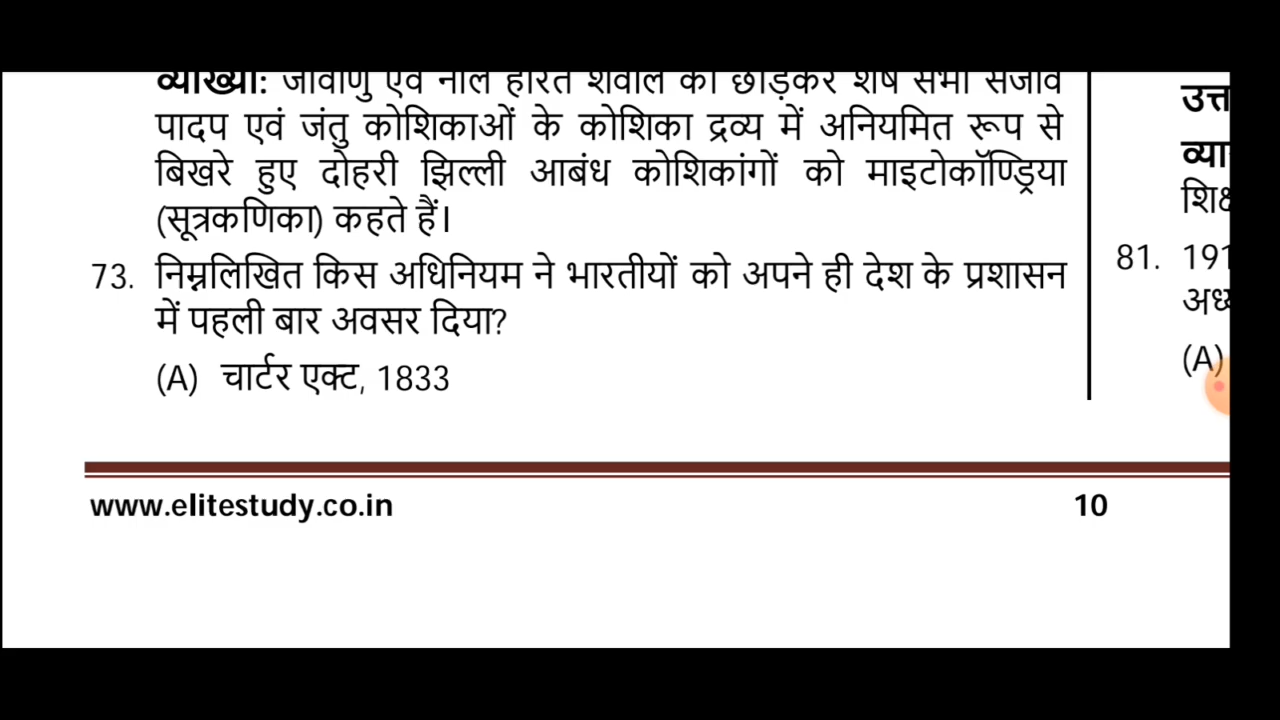 व्याख्या: जीवाणु एवं नील हरित शैवाल को छोड़कर शेष सभी सजीव
पादप एवं जंतु कोशिकाओं के कोशिका द्रव्य में अनियमित रूप से
बिखरे हुए दोहरी झिल्ली आबंध कोशिकांगों को माइटोकॉण्ड्रिया
(सूत्रकणिका) कहते हैं।
73. निम्नलिखित किस अधिनियम ने भारतीयों को अपने ही देश के प्रशासन
में पहली बार अवसर दिया?
(A) चार्टर एक्ट, 1833
81.
(A)
www.elitestudy.co.in 10